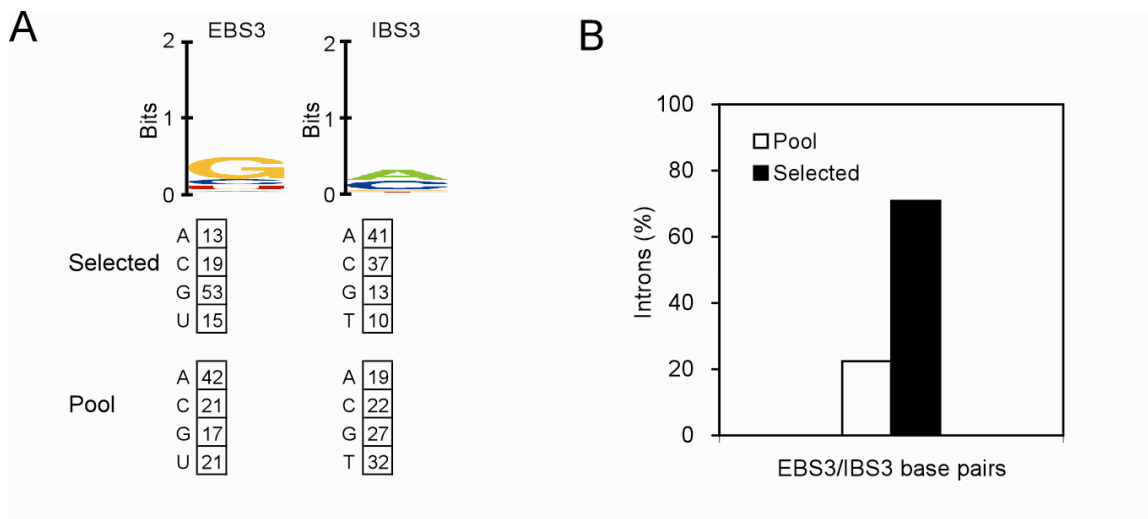 A
EBS3
IBS3
2
2
Bits
Bits
1
1
G
A
C
0
0
Selected
A 13
C 19
G 53
U 15
A 41
C 37
G 13
T 10
Pool
A 42
C 21
G 17
U 21
A 19
C 22
G 27
T 32
B
100
80
60
40
20
0
Introns (%)
Pool
Selected
EBS3/IBS3 base pairs